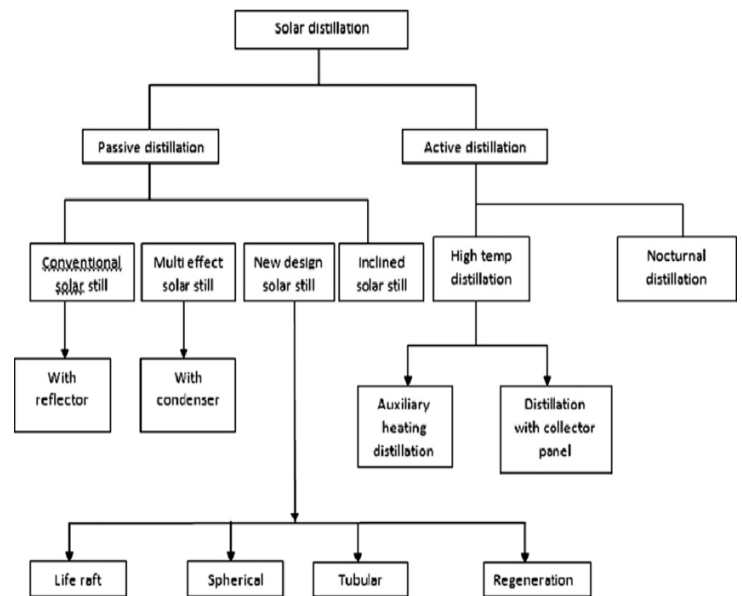 Solar distillation
Passive distillation
Active distillation
Conventional
solar still
Multi effect
solar still
New design
solar still
Inclined
solar still
High temp
distillation
Nocturnal
distillation
With
reflector
With
condenser
Auxiliary
heating
distillation
Distillation
with collector
panel
Life raft
Spherical
Tubular
Regeneration